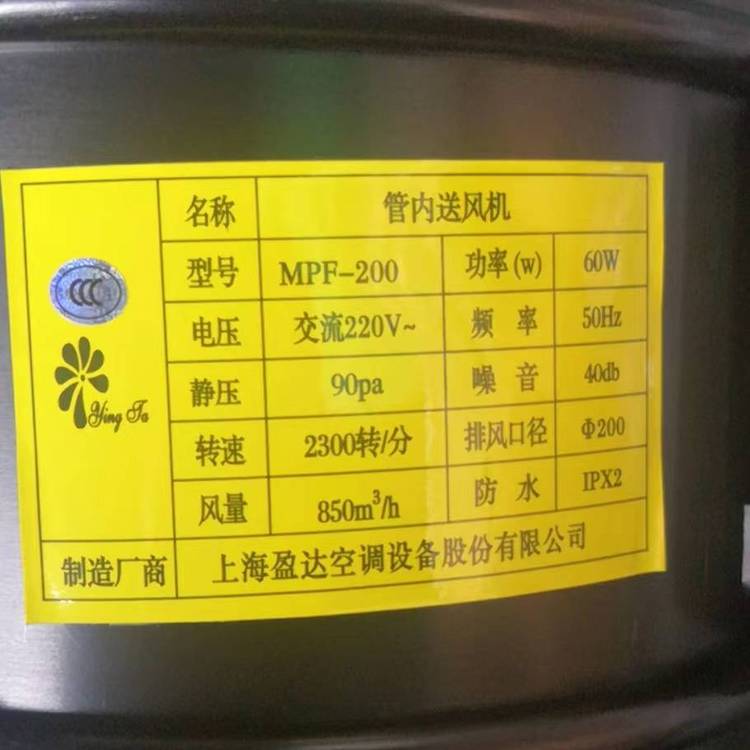 CCC
Ying Ta
名称 管内送风机
型号 MPF-200 功率(w) 60W
电压 交流220V~ 频率 50Hz
静压 90pa 噪音 40db
转速 2300转/分 排风口径 Φ200
风量 850m³/h 防水 IPX2
制造厂商 上海盈达空调设备股份有限公司